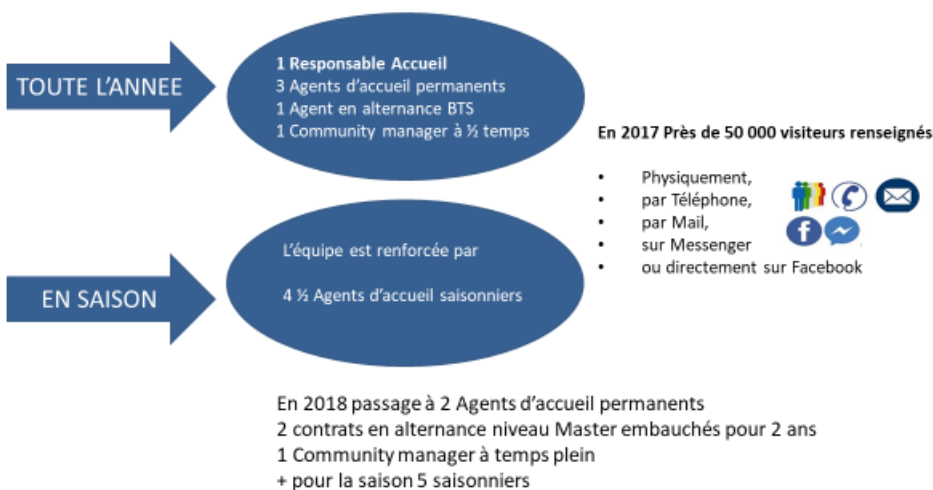 TOUTE L'ANNEE
1 Responsable Accueil
3 Agents d'accueil permanents
1 Agent en alternance BTS
1 Community manager à ½ temps
En 2017 Près de 50 000 visiteurs renseignés
• Physiquement,
• par Téléphone,
• par Mail,
• sur Messenger
• ou directement sur Facebook
EN SAISON
L'équipe est renforcée par
4 ½ Agents d'accueil saisonniers
En 2018 passage à 2 Agents d'accueil permanents
2 contrats en alternance niveau Master embauchés pour 2 ans
1 Community manager à temps plein
+ pour la saison 5 saisonniers